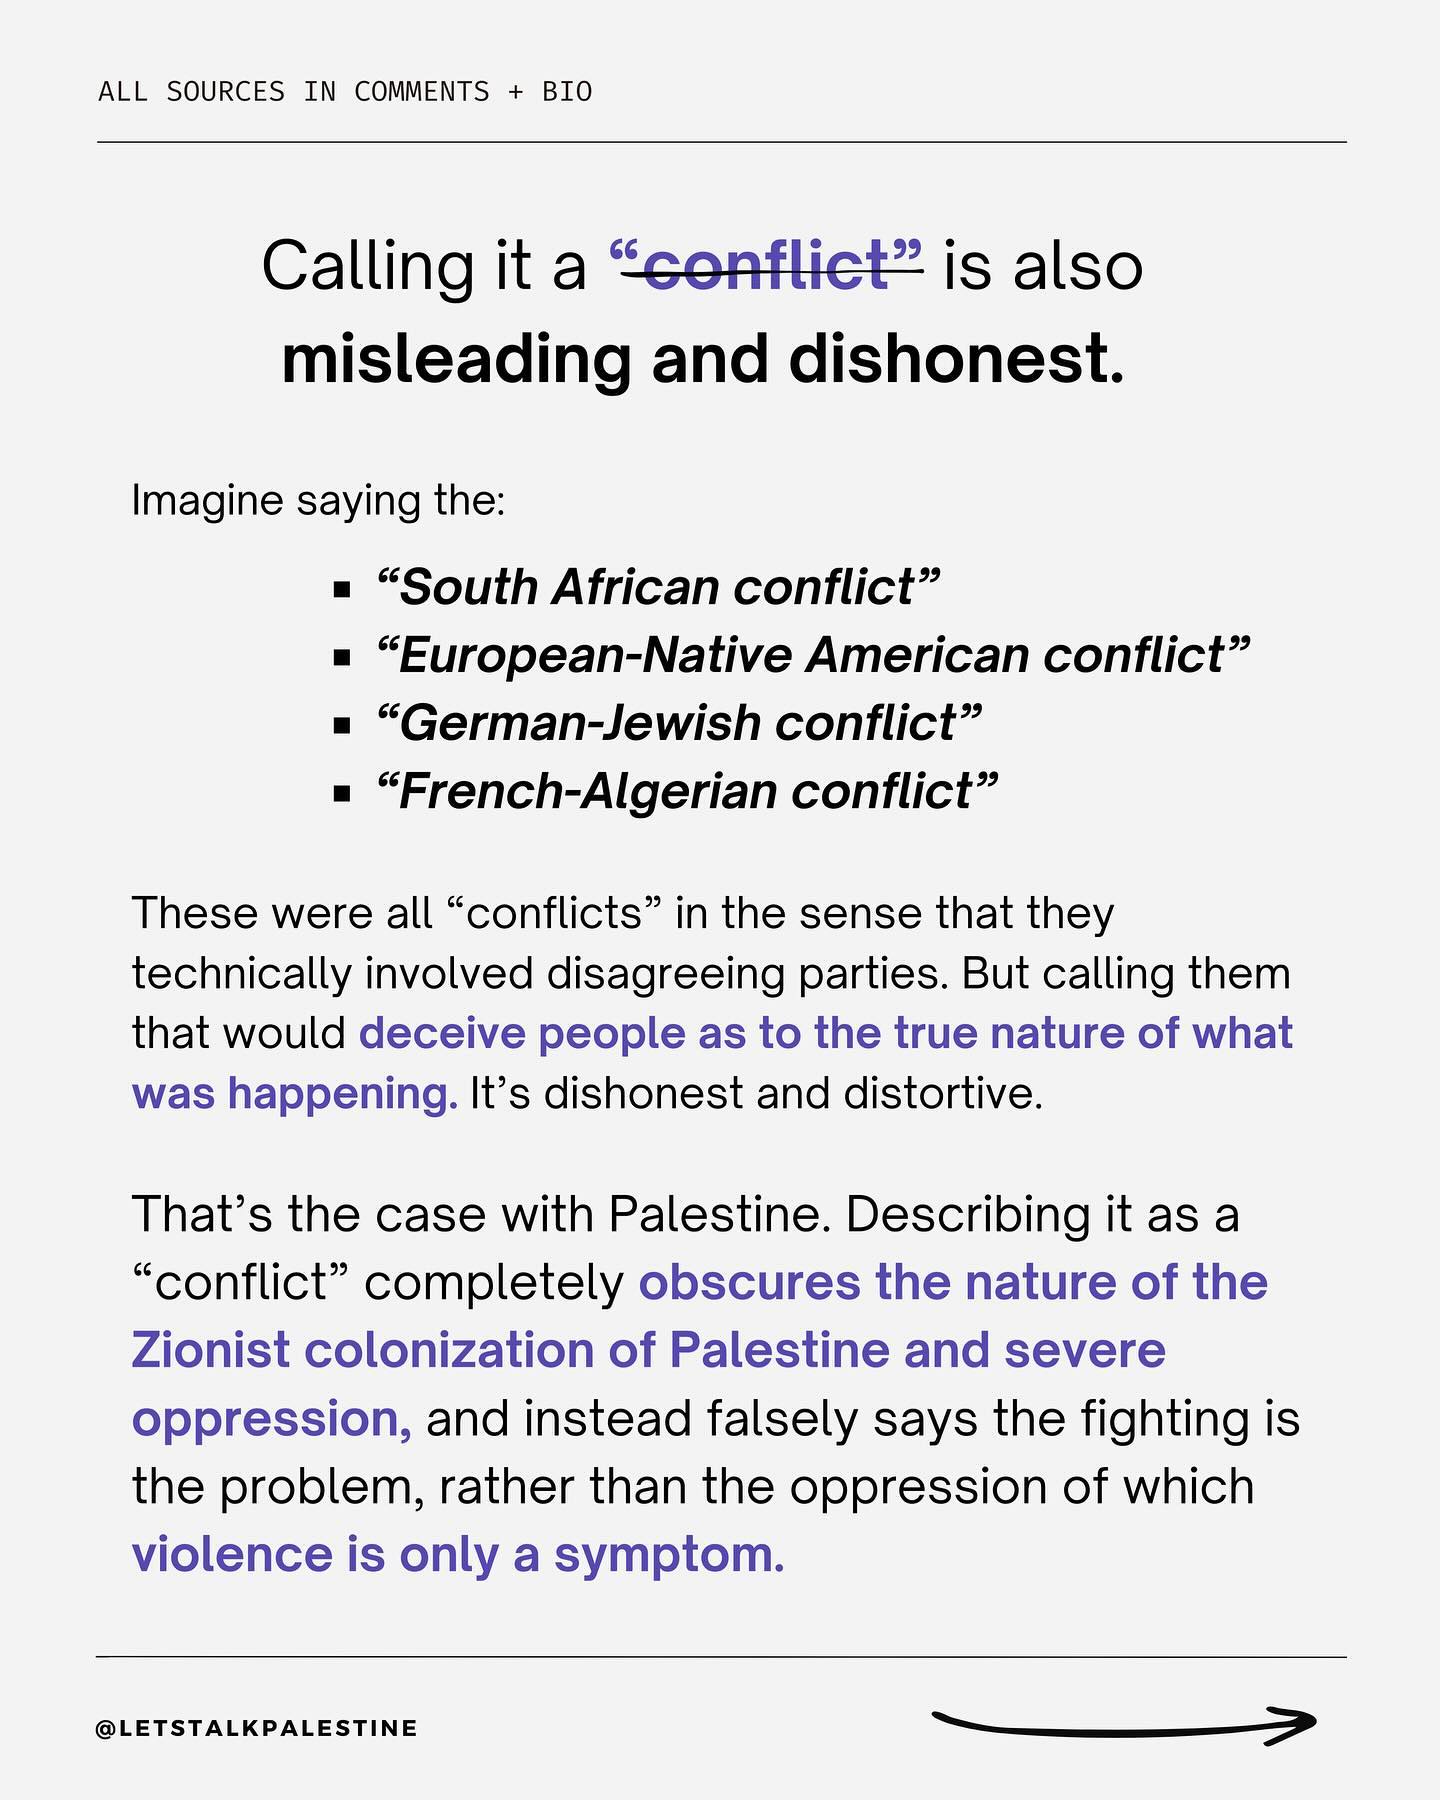 ALL SOURCES IN COMMENTS + BIO
Calling it a “conflict” is also
misleading and dishonest.
Imagine saying the:
▪ “South African conflict”
▪ “European-Native American conflict”
▪ “German-Jewish conflict”
▪ “French-Algerian conflict”
These were all “conflicts” in the sense that they
technically involved disagreeing parties. But calling them
that would deceive people as to the true nature of what
was happening. It’s dishonest and distortive.
That’s the case with Palestine. Describing it as a
“conflict” completely obscures the nature of the
Zionist colonization of Palestine and severe
oppression, and instead falsely says the fighting is
the problem, rather than the oppression of which
violence is only a symptom.
@LETSTALKPALESTINE